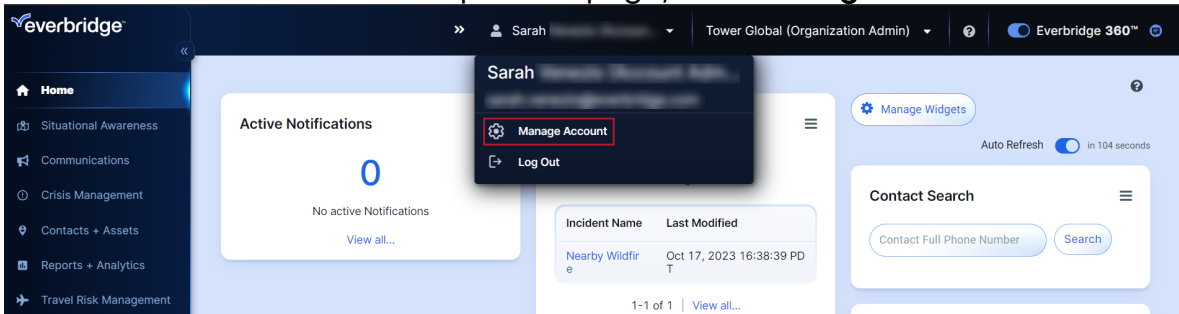 everbridge™
«
»
Sarah
Tower Global (Organization Admin)
Everbridge 360™
Sarah
Manage Account
Log Out
Home
Situational Awareness
Communications
Crisis Management
Contacts + Assets
Reports + Analytics
Travel Risk Management
Active Notifications
0
No active Notifications
View all...
Incident Name Last Modified
Nearby Wildfir
e
Oct 17, 2023 16:38:39 PD
T
1-1 of 1 | View all...
Manage Widgets
Auto Refresh in 104 seconds
Contact Search
Contact Full Phone Number
Search